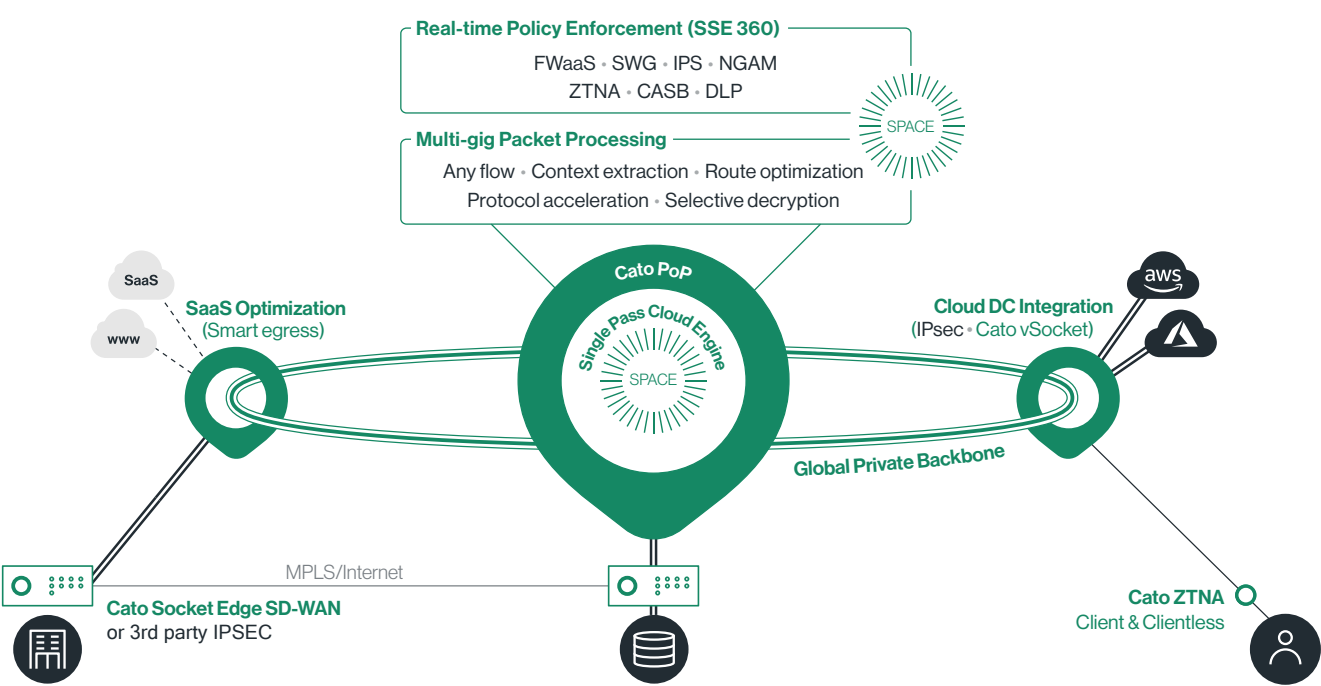 Real-time Policy Enforcement (SSE 360)
FWaaS • SWG • IPS • NGAM
ZTNA • CASB • DLP
SPACE
Multi-gig Packet Processing
Any flow • Context extraction • Route optimization
Protocol acceleration • Selective decryption
Cato PoP
Single Pass Cloud Engine
SPACE
SaaS
www
SaaS Optimization
(Smart egress)
Cloud DC Integration
(IPsec • Cato vSocket)
aws
Global Private Backbone
MPLS/Internet
Cato Socket Edge SD-WAN
or 3rd party IPSEC
Cato ZTNA
Client & Clientless